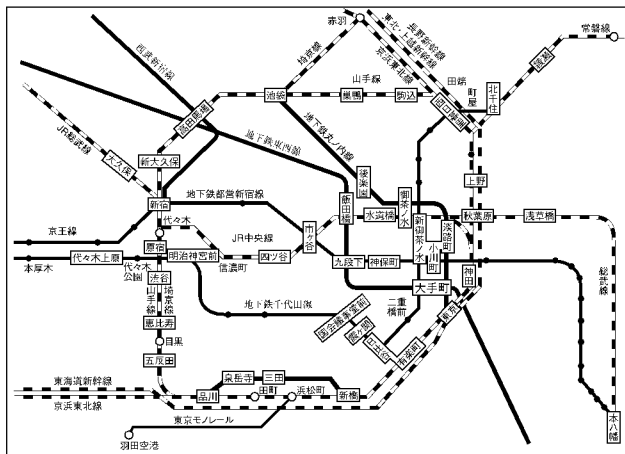 赤羽
長野新幹線
東北・上越新幹線
京浜東北線
埼京線
常磐線
西武新宿線
山手線
田端
町屋
北千住
池袋
巣鴨
駒込
西日暮里
高田馬場
地下鉄丸ノ内線
地下鉄東西線
JR総武線
大久保
新大久保
後楽園
御茶ノ水
上野
新宿
地下鉄都営新宿線
飯田橋
水道橋
新御茶ノ水
秋葉原
浅草橋
代々木
市ヶ谷
淡路町
京王線
JR中央線
小川町
原宿
明治神宮前
四ツ谷
信濃町
九段下
神保町
神田
総武線
本厚木
代々木上原
代々木公園
渋谷
大手町
山手線
埼京線
地下鉄千代田線
二重橋前
東京
恵比寿
国会議事堂前
霞ヶ関
日比谷
有楽町
目黒
五反田
泉岳寺
三田
東海道新幹線
品川
田町
浜松町
新橋
京浜東北線
東京モノレール
本八幡
羽田空港